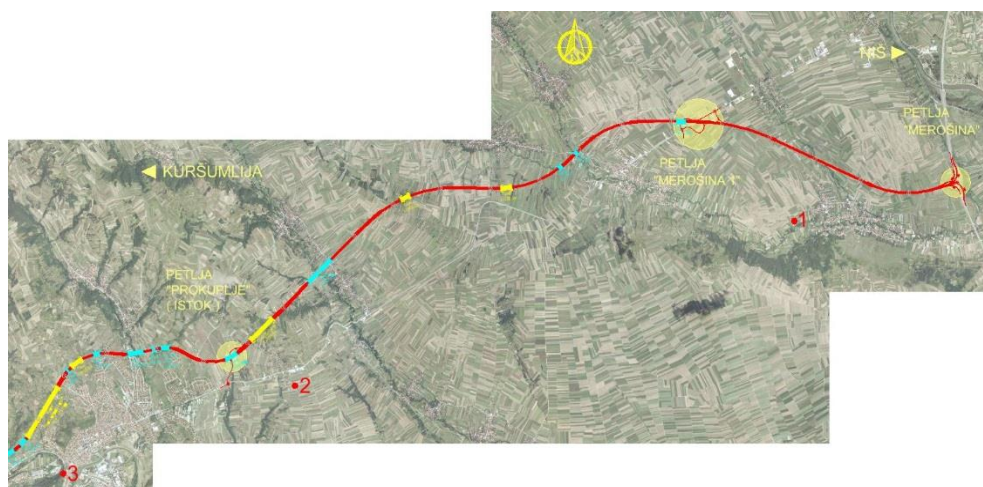 NIŠ
PETLJA
"MEROŠINA"
PETLJA
"MEROŠINA 1"
1
KURŠUMLIJA
PETLJA
"PROKUPLJE"
( ISTOK )
2
3